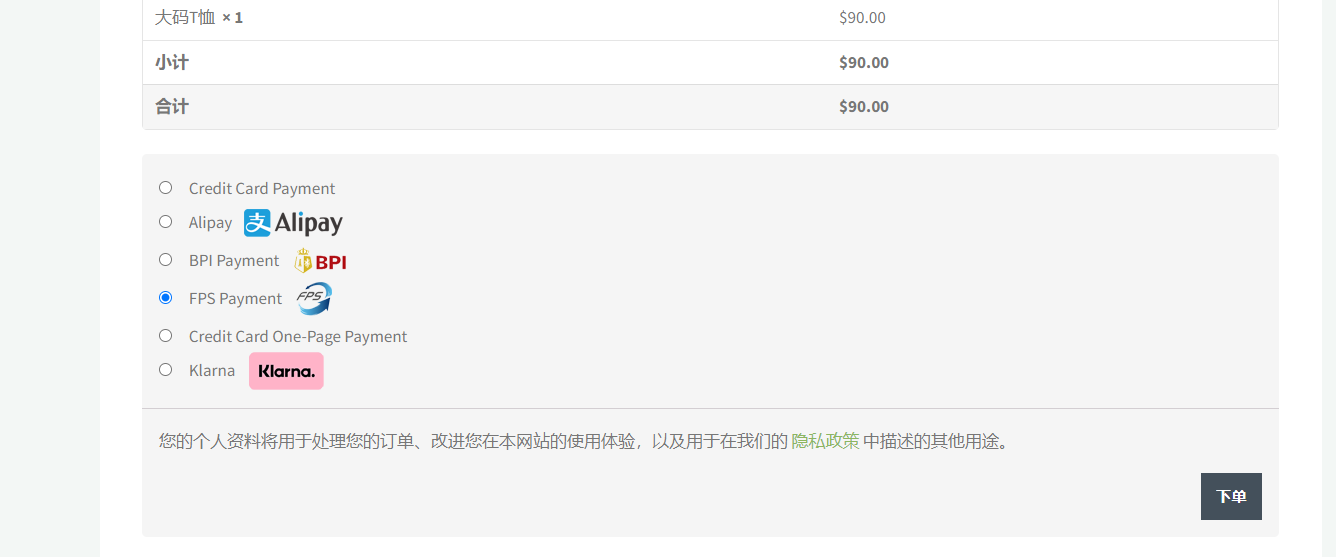 大码T恤 × 1 $90.00
小计 $90.00
合计 $90.00
Credit Card Payment
Alipay 支 Alipay
BPI Payment BPI
FPS Payment FPS
Credit Card One-Page Payment
Klarna Klarna.
您的个人资料将用于处理您的订单、改进您在本网站的使用体验，以及用于在我们的 隐私政策 中描述的其他用途。
下单